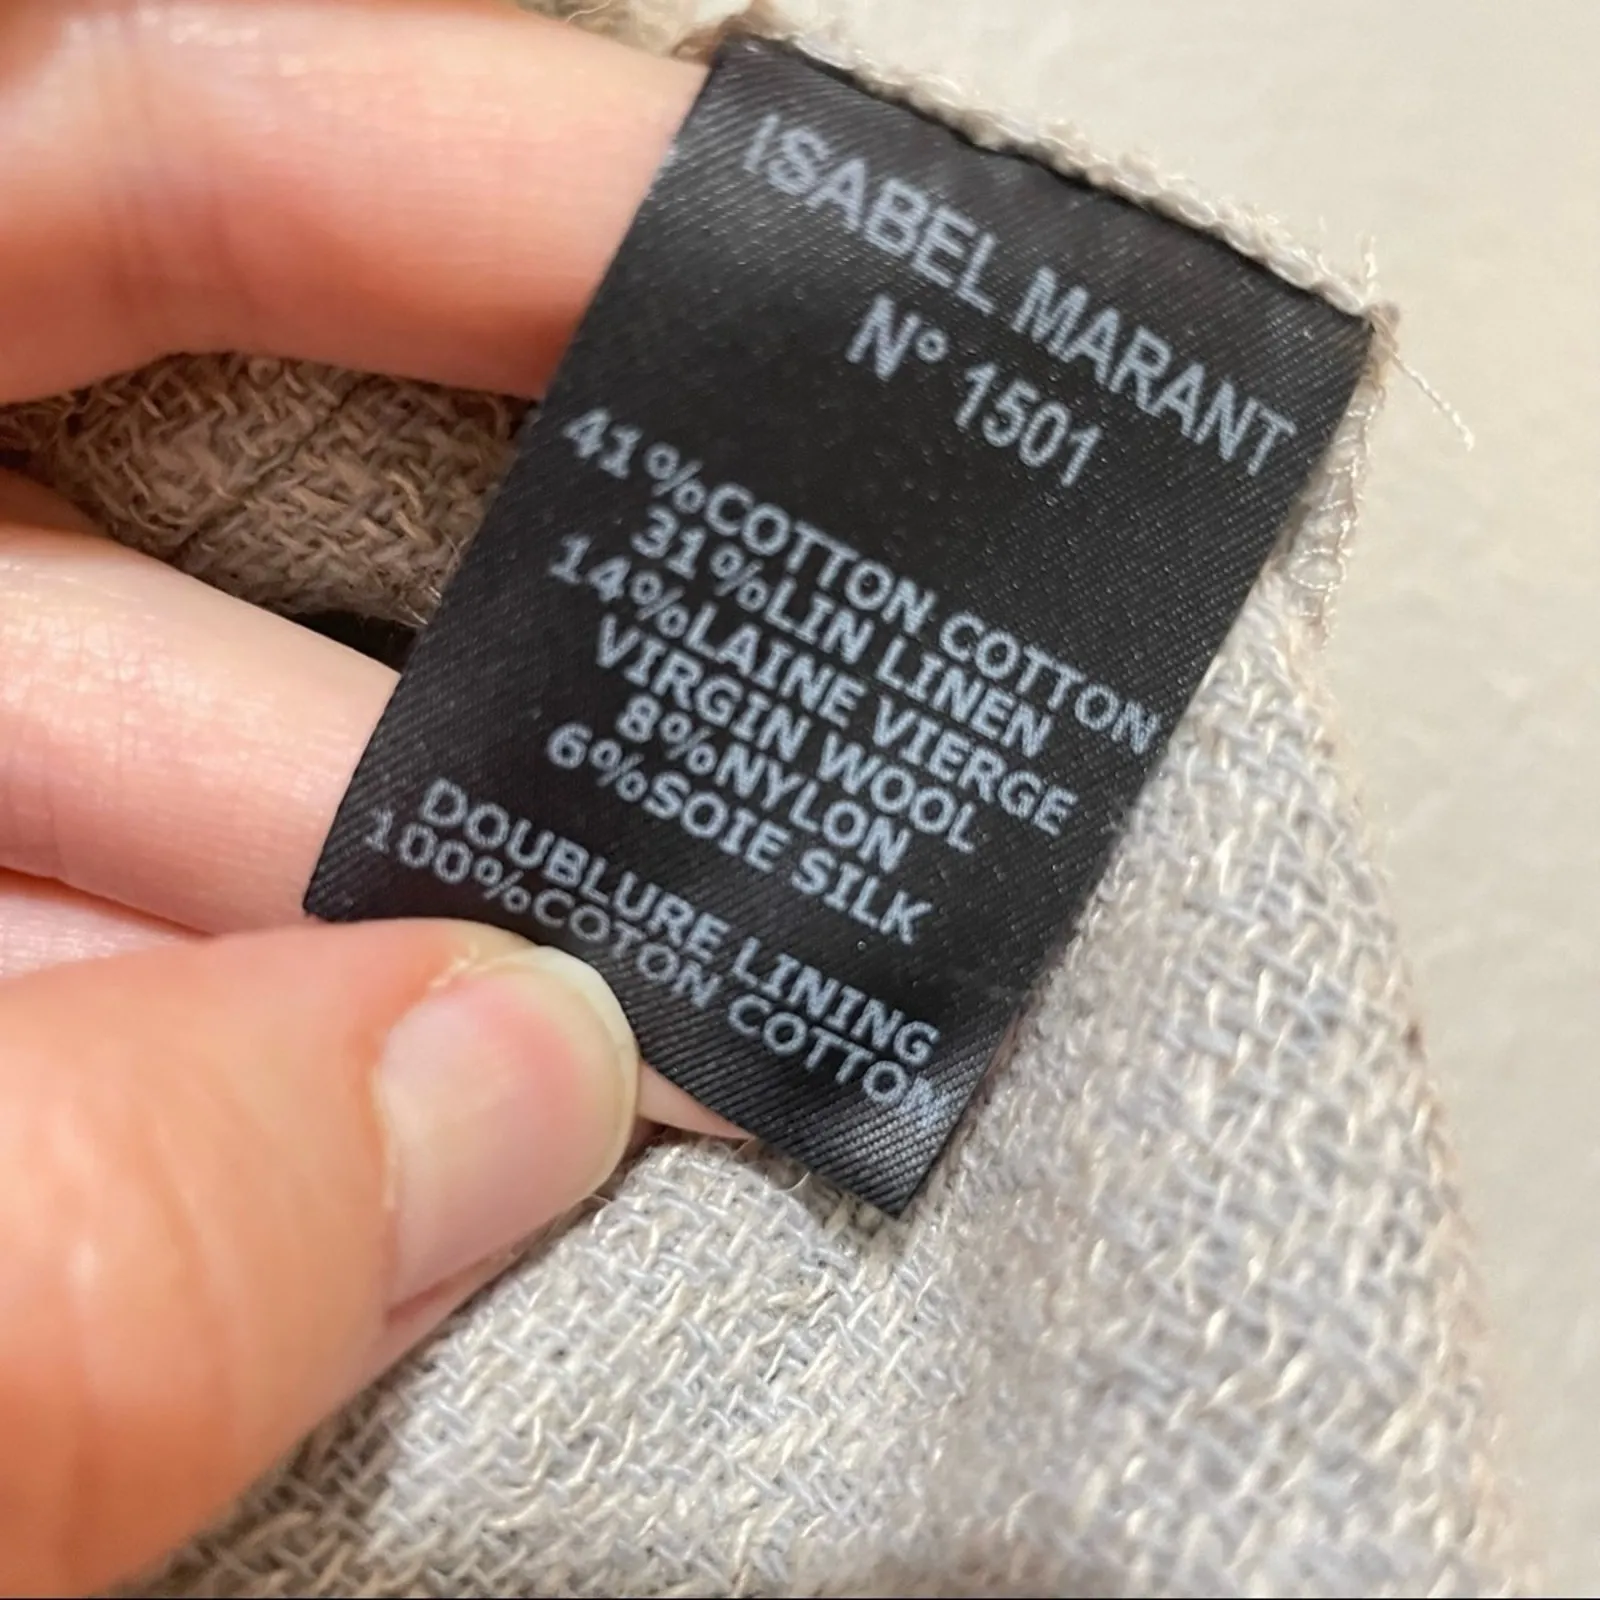 ISABEL MARANT
N° 1501
41%COTTON COTTON
31%LIN LINEN
14%LAINE VIERGE
VIRGIN WOOL
8%NYLON
6%SOIE SILK
DOUBLURE LINING
100%COTON COTTON